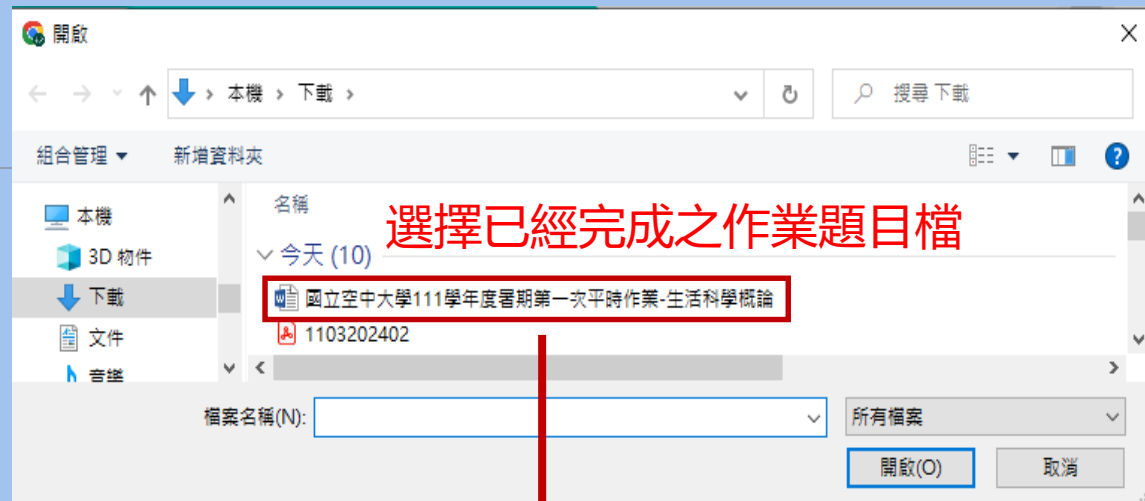 開啟
本機 › 下載 ›
搜尋 下載
組合管理
新增資料夾
本機
3D 物件
下載
文件
音樂
名稱
選擇已經完成之作業題目檔
今天 (10)
國立空中大學111學年度暑期第一次平時作業-生活科學概論
1103202402
檔案名稱(N):
所有檔案
開啟(O)
取消